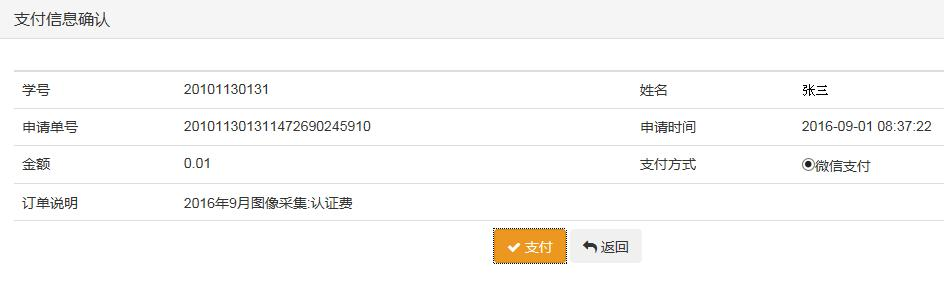 支付信息确认
学号 20101130131 姓名 张三
申请单号 201011301311472690245910 申请时间 2016-09-01 08:37:22
金额 0.01 支付方式 微信支付
订单说明 2016年9月图像采集:认证费
支付 返回